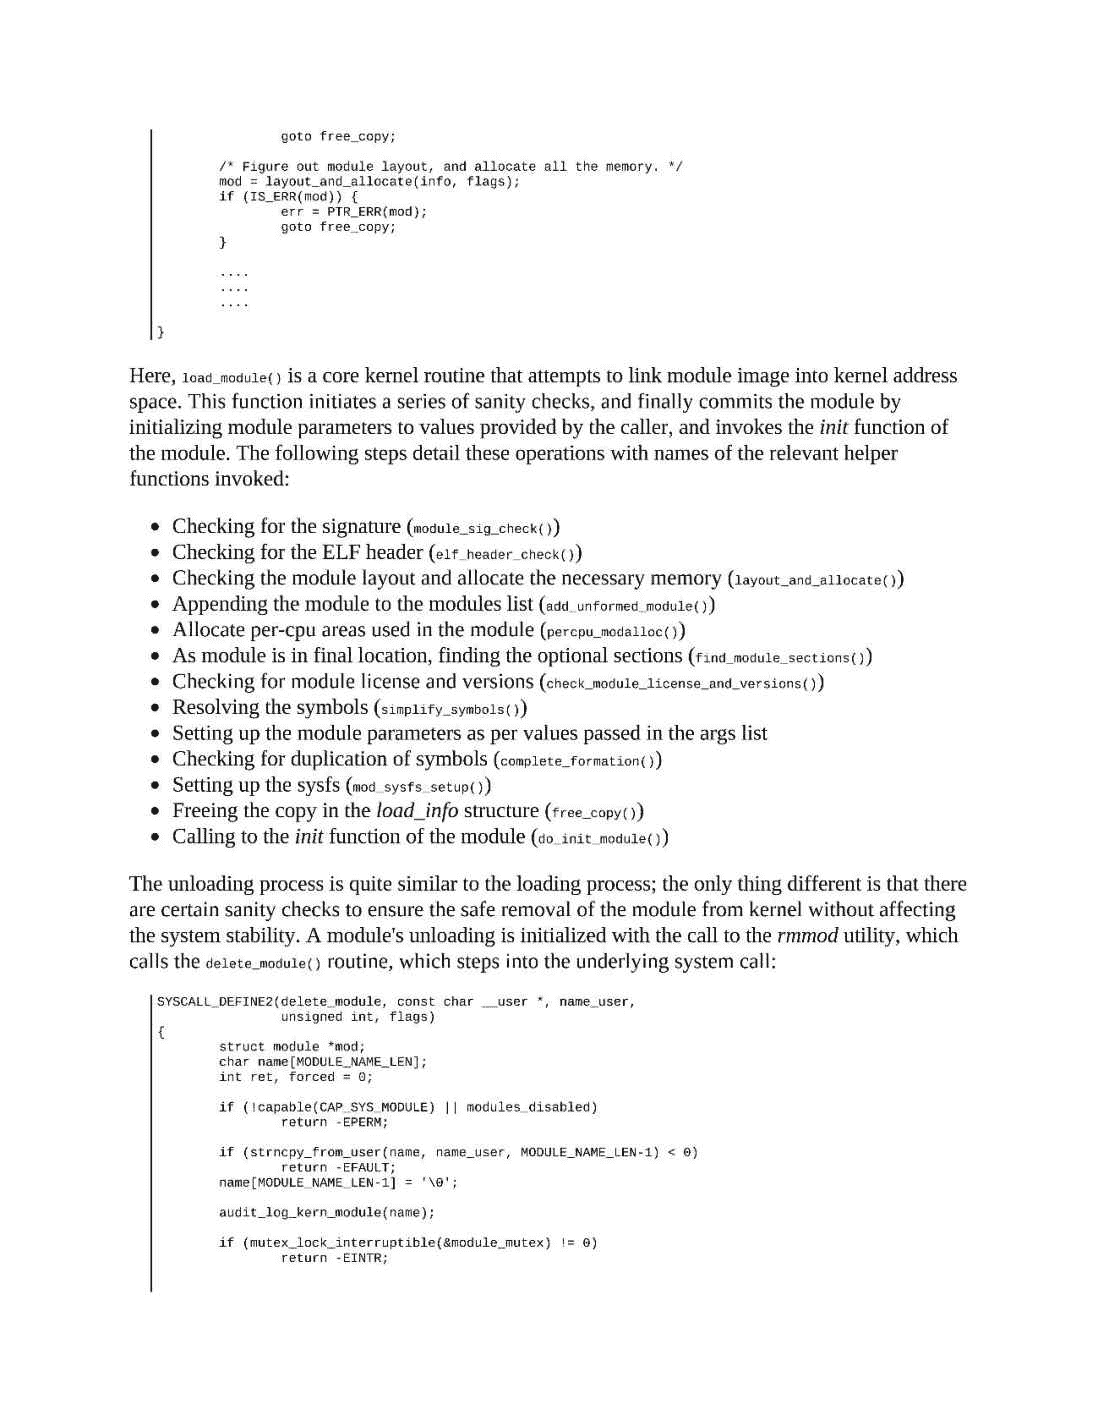 goto free_copy;
/* Figure out module layout, and allocate all the memory. */
mod = layout_and_allocate(info, flags);
if (IS_ERR(mod)) {
err = PTR_ERR(mod);
goto free_copy;
}
....
....
....
}
Here, load_module() is a core kernel routine that attempts to link module image into kernel address
space. This function initiates a series of sanity checks, and finally commits the module by
initializing module parameters to values provided by the caller, and invokes the init function of
the module. The following steps detail these operations with names of the relevant helper
functions invoked:
• Checking for the signature (module_sig_check())
• Checking for the ELF header (elf_header_check())
• Checking the module layout and allocate the necessary memory (layout_and_allocate())
• Appending the module to the modules list (add_unformed_module())
• Allocate per-cpu areas used in the module (percpu_modalloc())
• As module is in final location, finding the optional sections (find_module_sections())
• Checking for module license and versions (check_module_license_and_versions())
• Resolving the symbols (simplify_symbols())
• Setting up the module parameters as per values passed in the args list
• Checking for duplication of symbols (complete_formation())
• Setting up the sysfs (mod_sysfs_setup())
• Freeing the copy in the load_info structure (free_copy())
• Calling to the init function of the module (do_init_module())
The unloading process is quite similar to the loading process; the only thing different is that there
are certain sanity checks to ensure the safe removal of the module from kernel without affecting
the system stability. A module's unloading is initialized with the call to the rmmod utility, which
calls the delete_module() routine, which steps into the underlying system call:
SYSCALL_DEFINE2(delete_module, const char __user *, name_user,
unsigned int, flags)
{
struct module *mod;
char name[MODULE_NAME_LEN];
int ret, forced = 0;
if (!capable(CAP_SYS_MODULE) || modules_disabled)
return -EPERM;
if (strncpy_from_user(name, name_user, MODULE_NAME_LEN-1) < 0)
return -EFAULT;
name[MODULE_NAME_LEN-1] = '\0';
audit_log_kern_module(name);
if (mutex_lock_interruptible(&module_mutex) != 0)
return -EINTR;